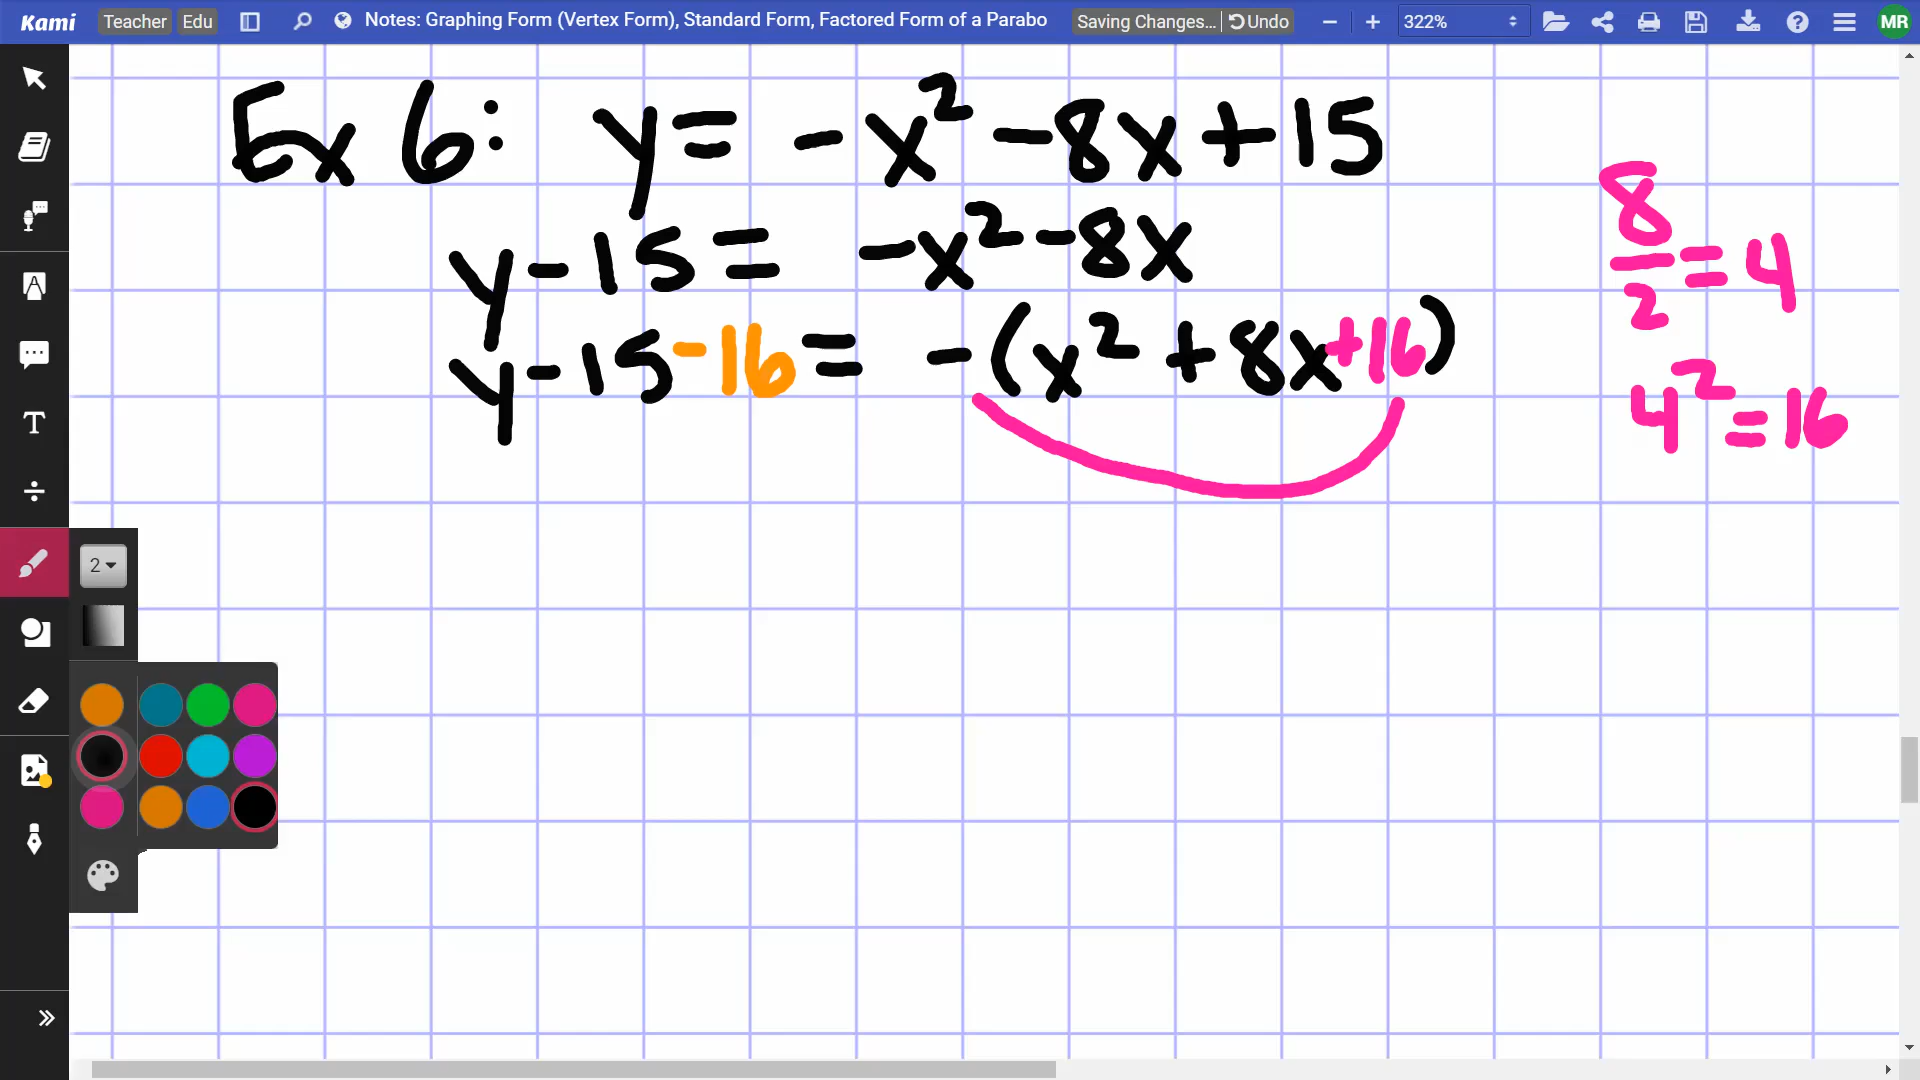 Kami Teacher Edu Notes: Graphing Form (Vertex Form), Standard Form, Factored Form of a Parabo Saving Changes... Undo 322% MR
Ex 6: y = -x² - 8x + 15
y - 15 = -x² - 8x
y - 15 - 16 = -(x² + 8x + 16)
8/2 = 4
4² = 16
2